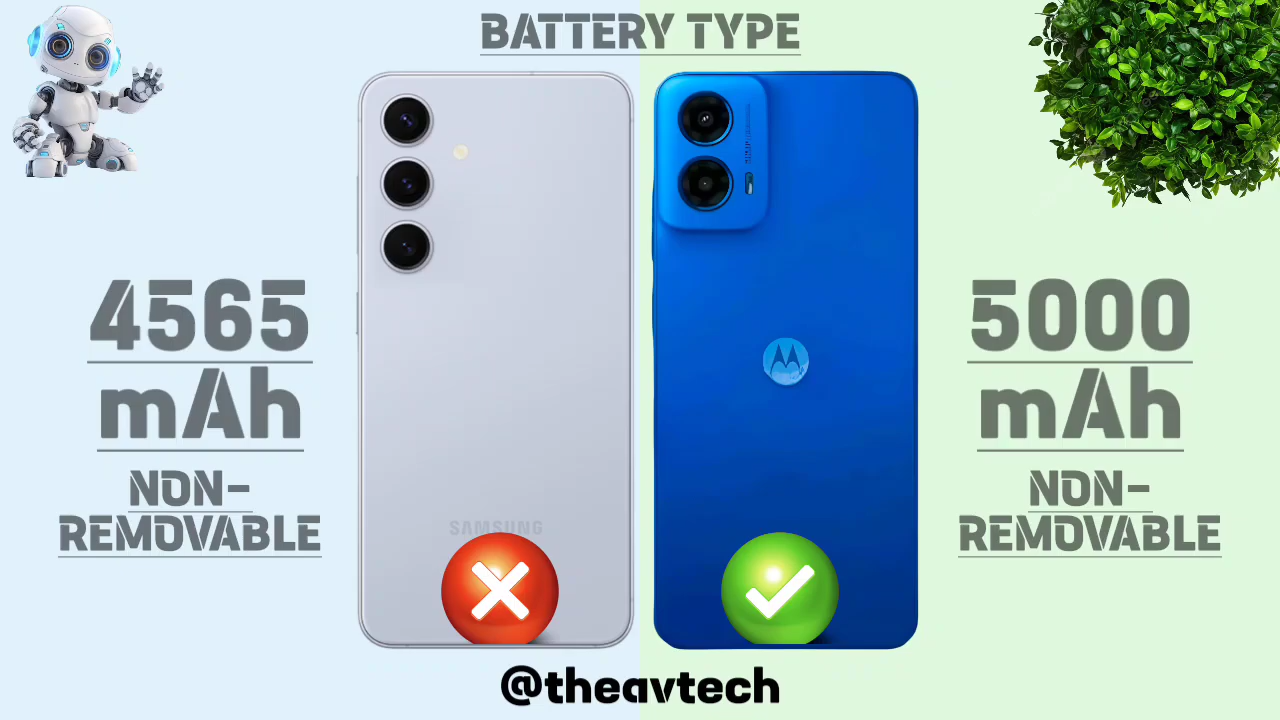 BATTERY TYPE
4565
mAh
NON-
REMOVABLE
SAMSUNG
5000
mAh
NON-
REMOVABLE
@theavtech